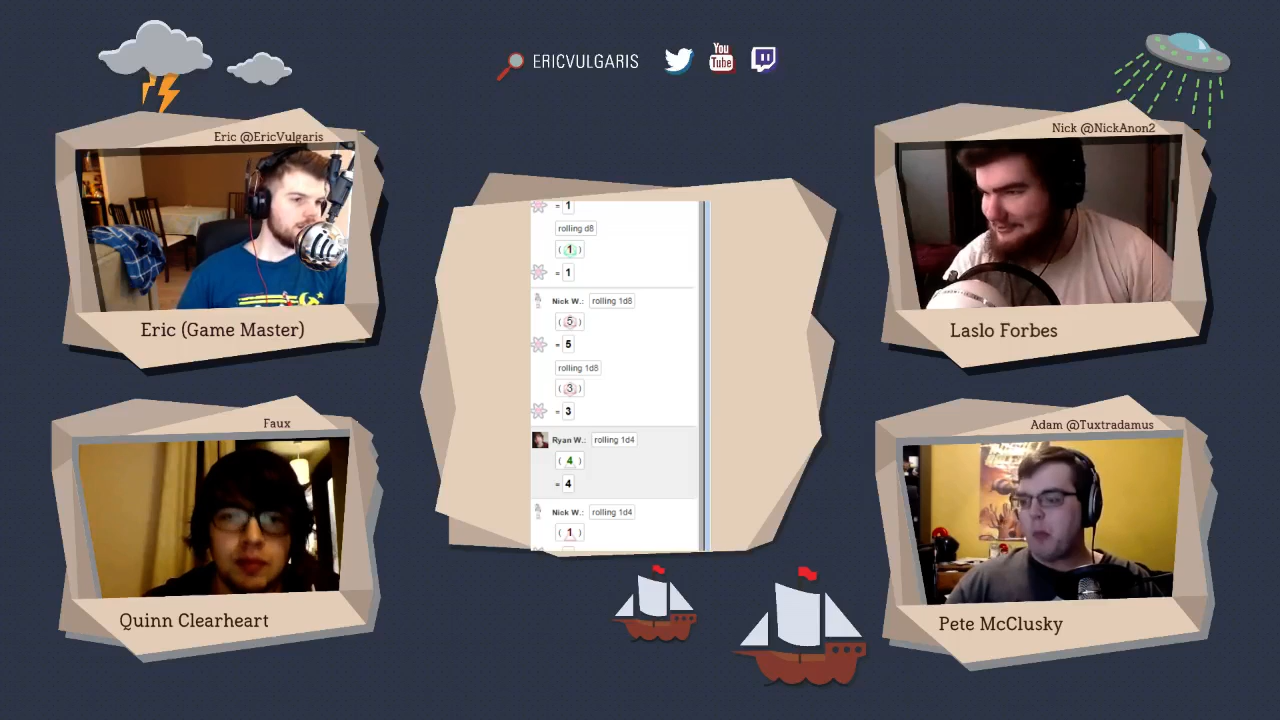 ERICVULGARIS
You
Tube
Eric @EricVulgaris
Eric (Game Master)
Nick @NickAnon2
Laslo Forbes
= 1
rolling d8
( 1 )
= 1
Nick W.: rolling 1d8
( 5 )
= 5
rolling 1d8
( 3 )
= 3
Ryan W.: rolling 1d4
( 4 )
= 4
Nick W.: rolling 1d4
( 1 )
Faux
Quinn Clearheart
Adam @Tuxtradamus
Pete McClusky